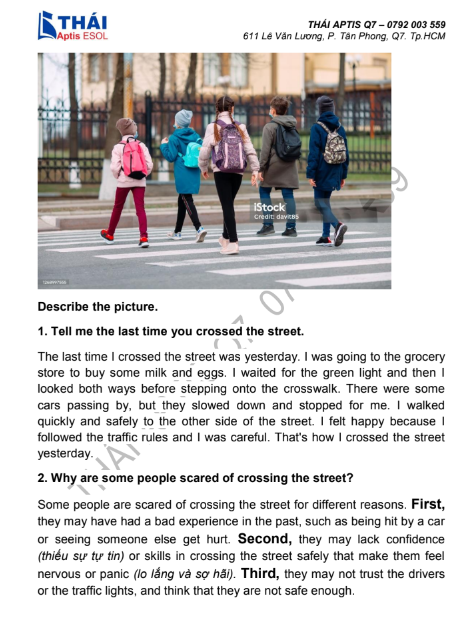 THÁI
Aptis ESOL
THÁI APTIS Q7 – 0792 003 559
611 Lê Văn Lương, P. Tân Phong, Q7. Tp.HCM
iStock
Credit: davit85
Describe the picture.
1. Tell me the last time you crossed the street.
The last time I crossed the street was yesterday. I was going to the grocery
store to buy some milk and eggs. I waited for the green light and then I
looked both ways before stepping onto the crosswalk. There were some
cars passing by, but they slowed down and stopped for me. I walked
quickly and safely to the other side of the street. I felt happy because I
followed the traffic rules and I was careful. That's how I crossed the street
yesterday.
2. Why are some people scared of crossing the street?
Some people are scared of crossing the street for different reasons. First,
they may have had a bad experience in the past, such as being hit by a car
or seeing someone else get hurt. Second, they may lack confidence
(thiếu sự tự tin) or skills in crossing the street safely that make them feel
nervous or panic (lo lắng và sợ hãi). Third, they may not trust the drivers
or the traffic lights, and think that they are not safe enough.